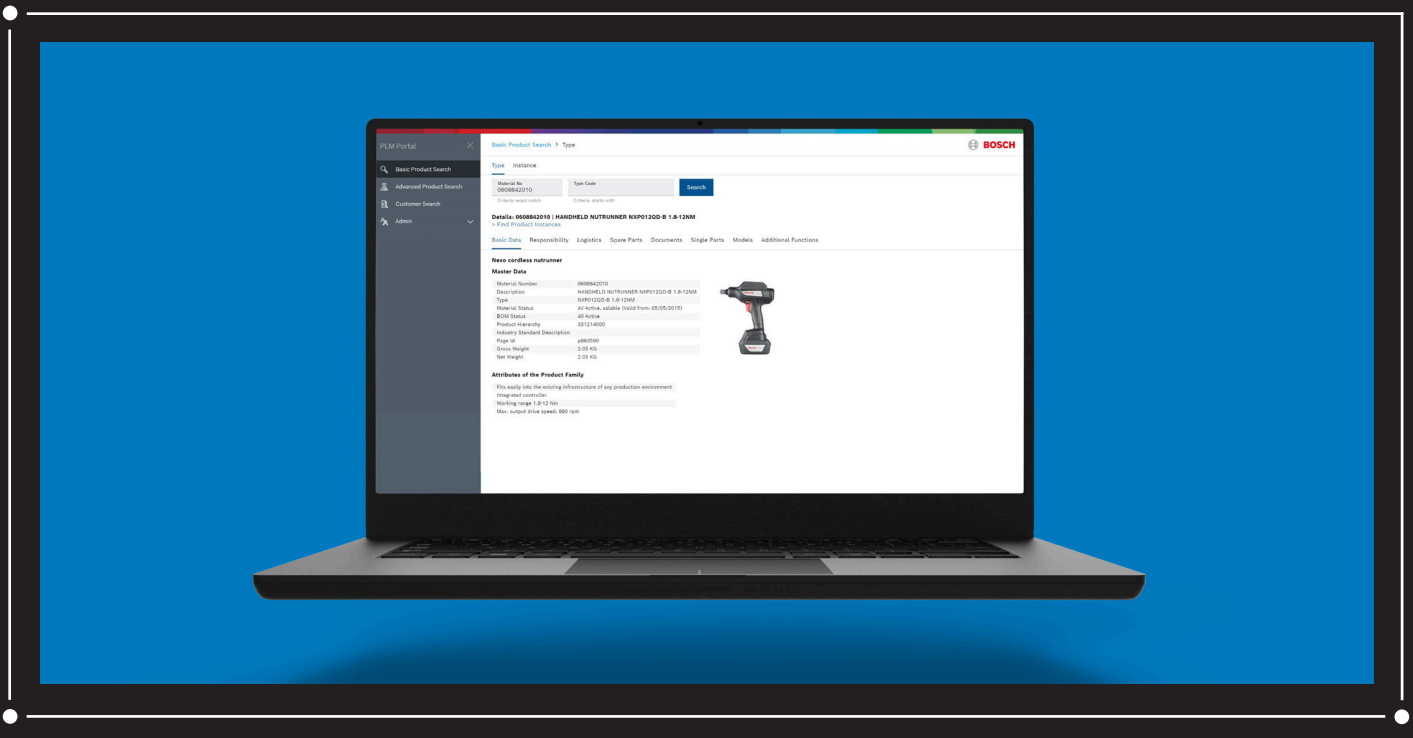 PLM Portal
Basic Product Search
Advanced Product Search
Customer Search
Admin
Basic Product Search > Type
BOSCH
Type Instance
Material No
0608842010
Type Code
Search
Criteria: exact match
Criteria: starts with
Details: 0608842010 | HANDHELD NUTRUNNER NXP012QD-B 1.8-12NM
> Find Product Instances
Basic Data Responsibility Logistics Spare Parts Documents Single Parts Models Additional Functions
Nexo cordless nutrunner
Master Data
Material Number 0608842010
Description HANDHELD NUTRUNNER NXP012QD-B 1.8-12NM
Type NXP012QD-B 1.8-12NM
Material Status AV Active, salable (Valid from: 05/05/2015)
BOM Status 40 Active
Product Hierarchy 331214000
Industry Standard Description
Page Id p883590
Gross Weight 2.05 KG
Net Weight 2.05 KG
Attributes of the Product Family
Fits easily into the existing infrastructure of any production environment
Integrated controller
Working range 1.8-12 Nm
Max. output drive speed: 860 rpm